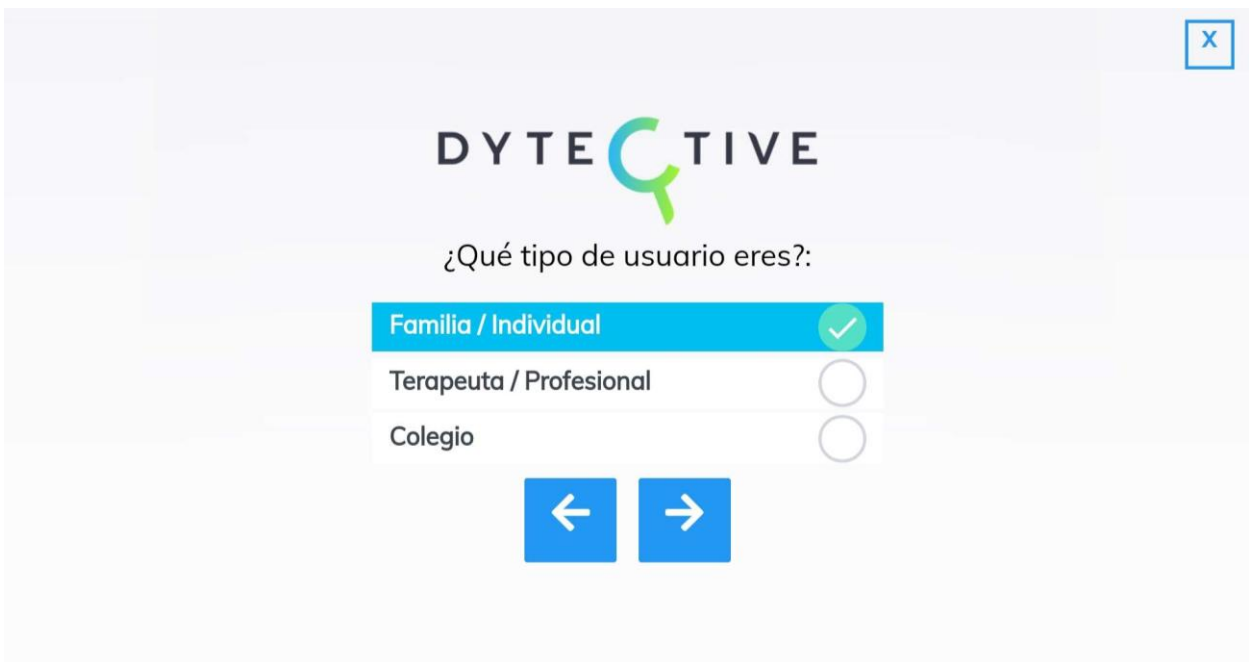 X
DYTECTIVE
¿Qué tipo de usuario eres?:
Familia / Individual
Terapeuta / Profesional
Colegio